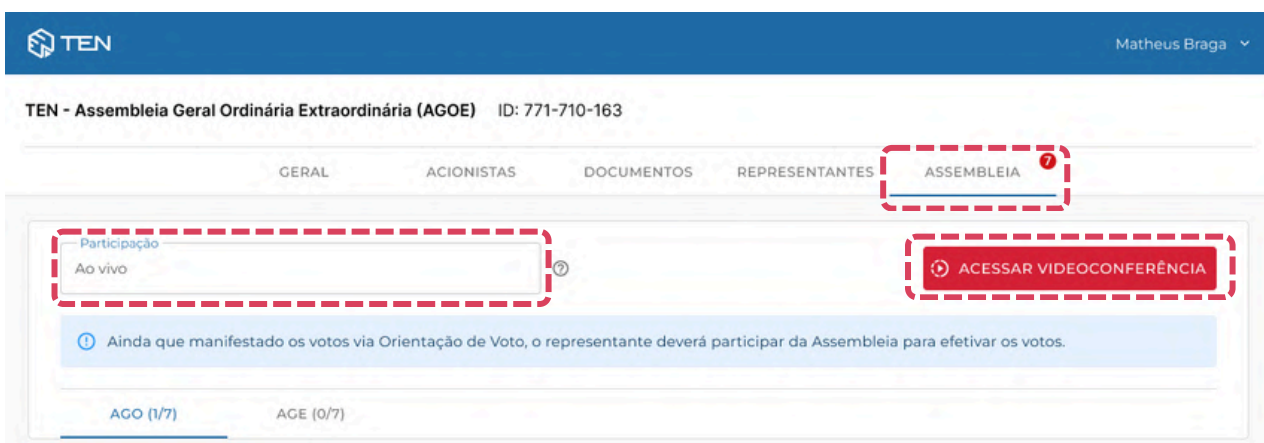 TEN
Matheus Braga
TEN - Assembleia Geral Ordinária Extraordinária (AGOE) ID: 771-710-163
GERAL ACIONISTAS DOCUMENTOS REPRESENTANTES ASSEMBLEIA 7
Participação
Ao vivo
ACESSAR VIDEOCONFERÊNCIA
Ainda que manifestado os votos via Orientação de Voto, o representante deverá participar da Assembleia para efetivar os votos.
AGO (1/7) AGE (0/7)